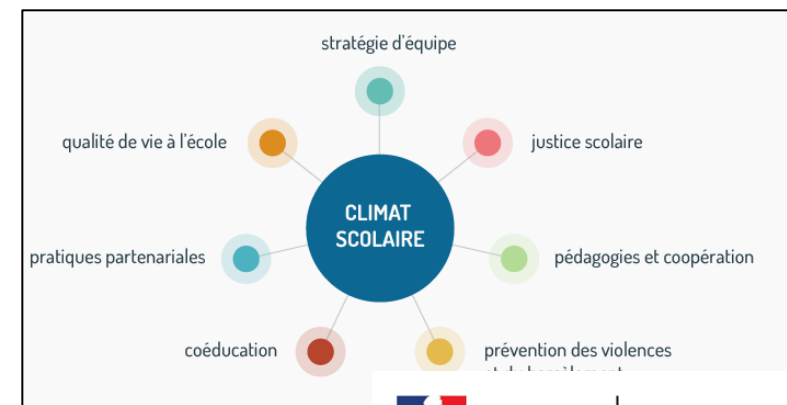 stratégie d'équipe
qualité de vie à l'école
justice scolaire
CLIMAT
SCOLAIRE
pratiques partenariales
pédagogies et coopération
coéducation
prévention des violences